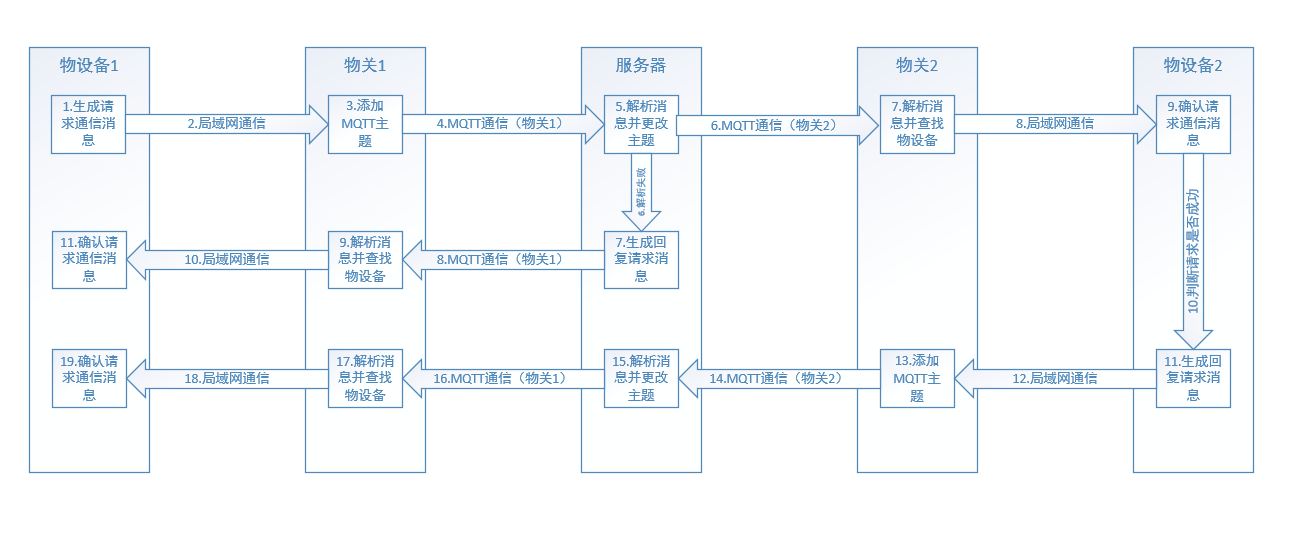 物设备1
物关1
服务器
物关2
物设备2
1.生成请
求通信消
息
2.局域网通信
3.添加
MQTT主
题
4.MQTT通信（物关1）
5.解析消
息并更改
主题
6.MQTT通信（物关2）
7.解析消
息并查找
物设备
8.局域网通信
9.确认请
求通信消
息
6.解析失败
10.判断请求是否成功
11.确认请
求通信消
息
10.局域网通信
9.解析消
息并查找
物设备
8.MQTT通信（物关1）
7.生成回
复请求消
息
19.确认请
求通信消
息
18.局域网通信
17.解析消
息并查找
物设备
16.MQTT通信（物关1）
15.解析消
息并更改
主题
14.MQTT通信（物关2）
13.添加
MQTT主
题
12.局域网通信
11.生成回
复请求消
息